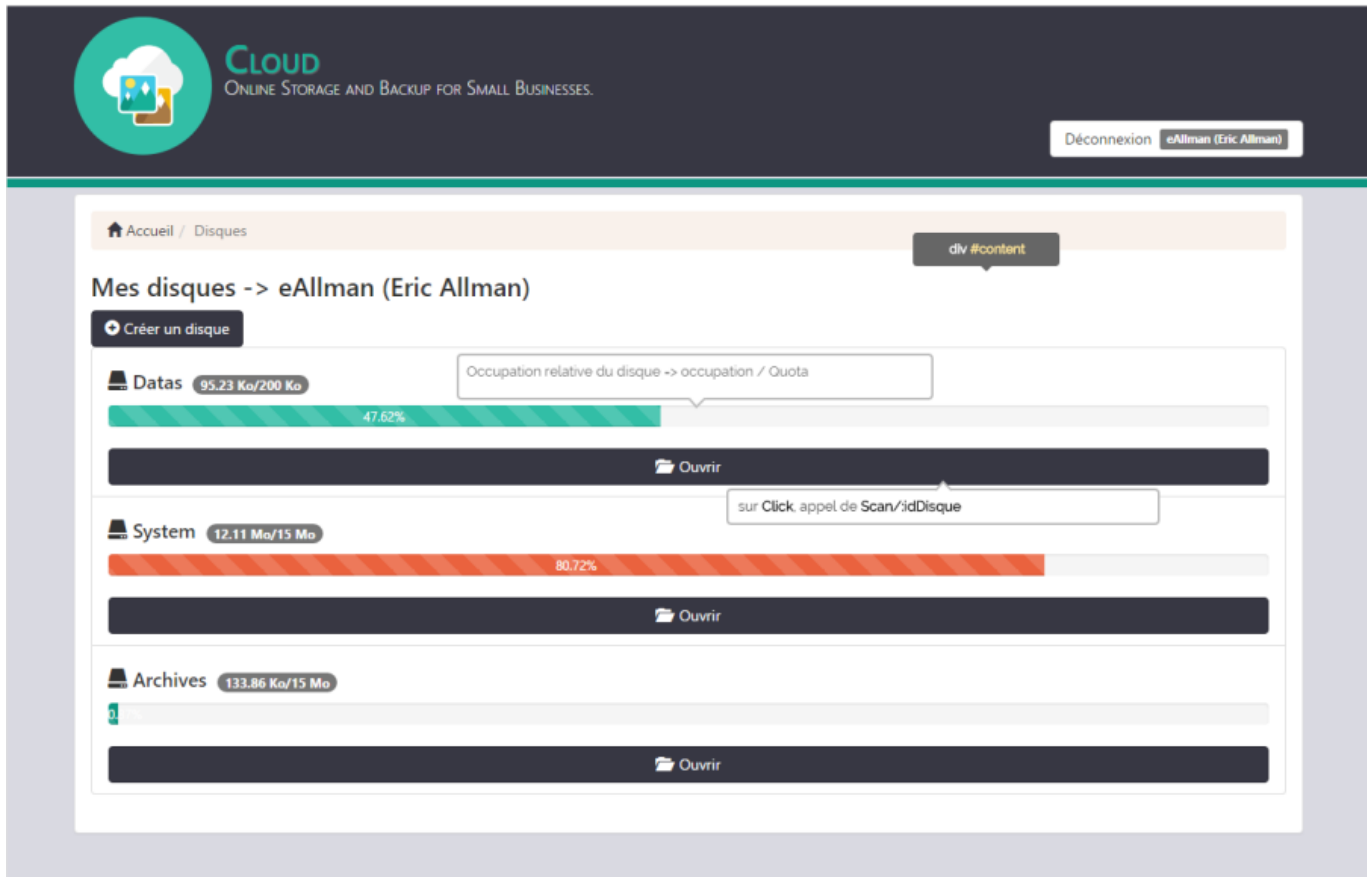 Cloud
Online Storage and Backup for Small Businesses.
Déconnexion eAllman (Eric Allman)
Accueil / Disques
div #content
Mes disques -> eAllman (Eric Allman)
Créer un disque
Occupation relative du disque -> occupation / Quota
Datas 95.23 Ko/200 Ko
47.62%
Ouvrir
sur Click, appel de Scan/:idDisque
System 12.11 Mo/15 Mo
80.72%
Ouvrir
Archives 133.86 Ko/15 Mo
Ouvrir